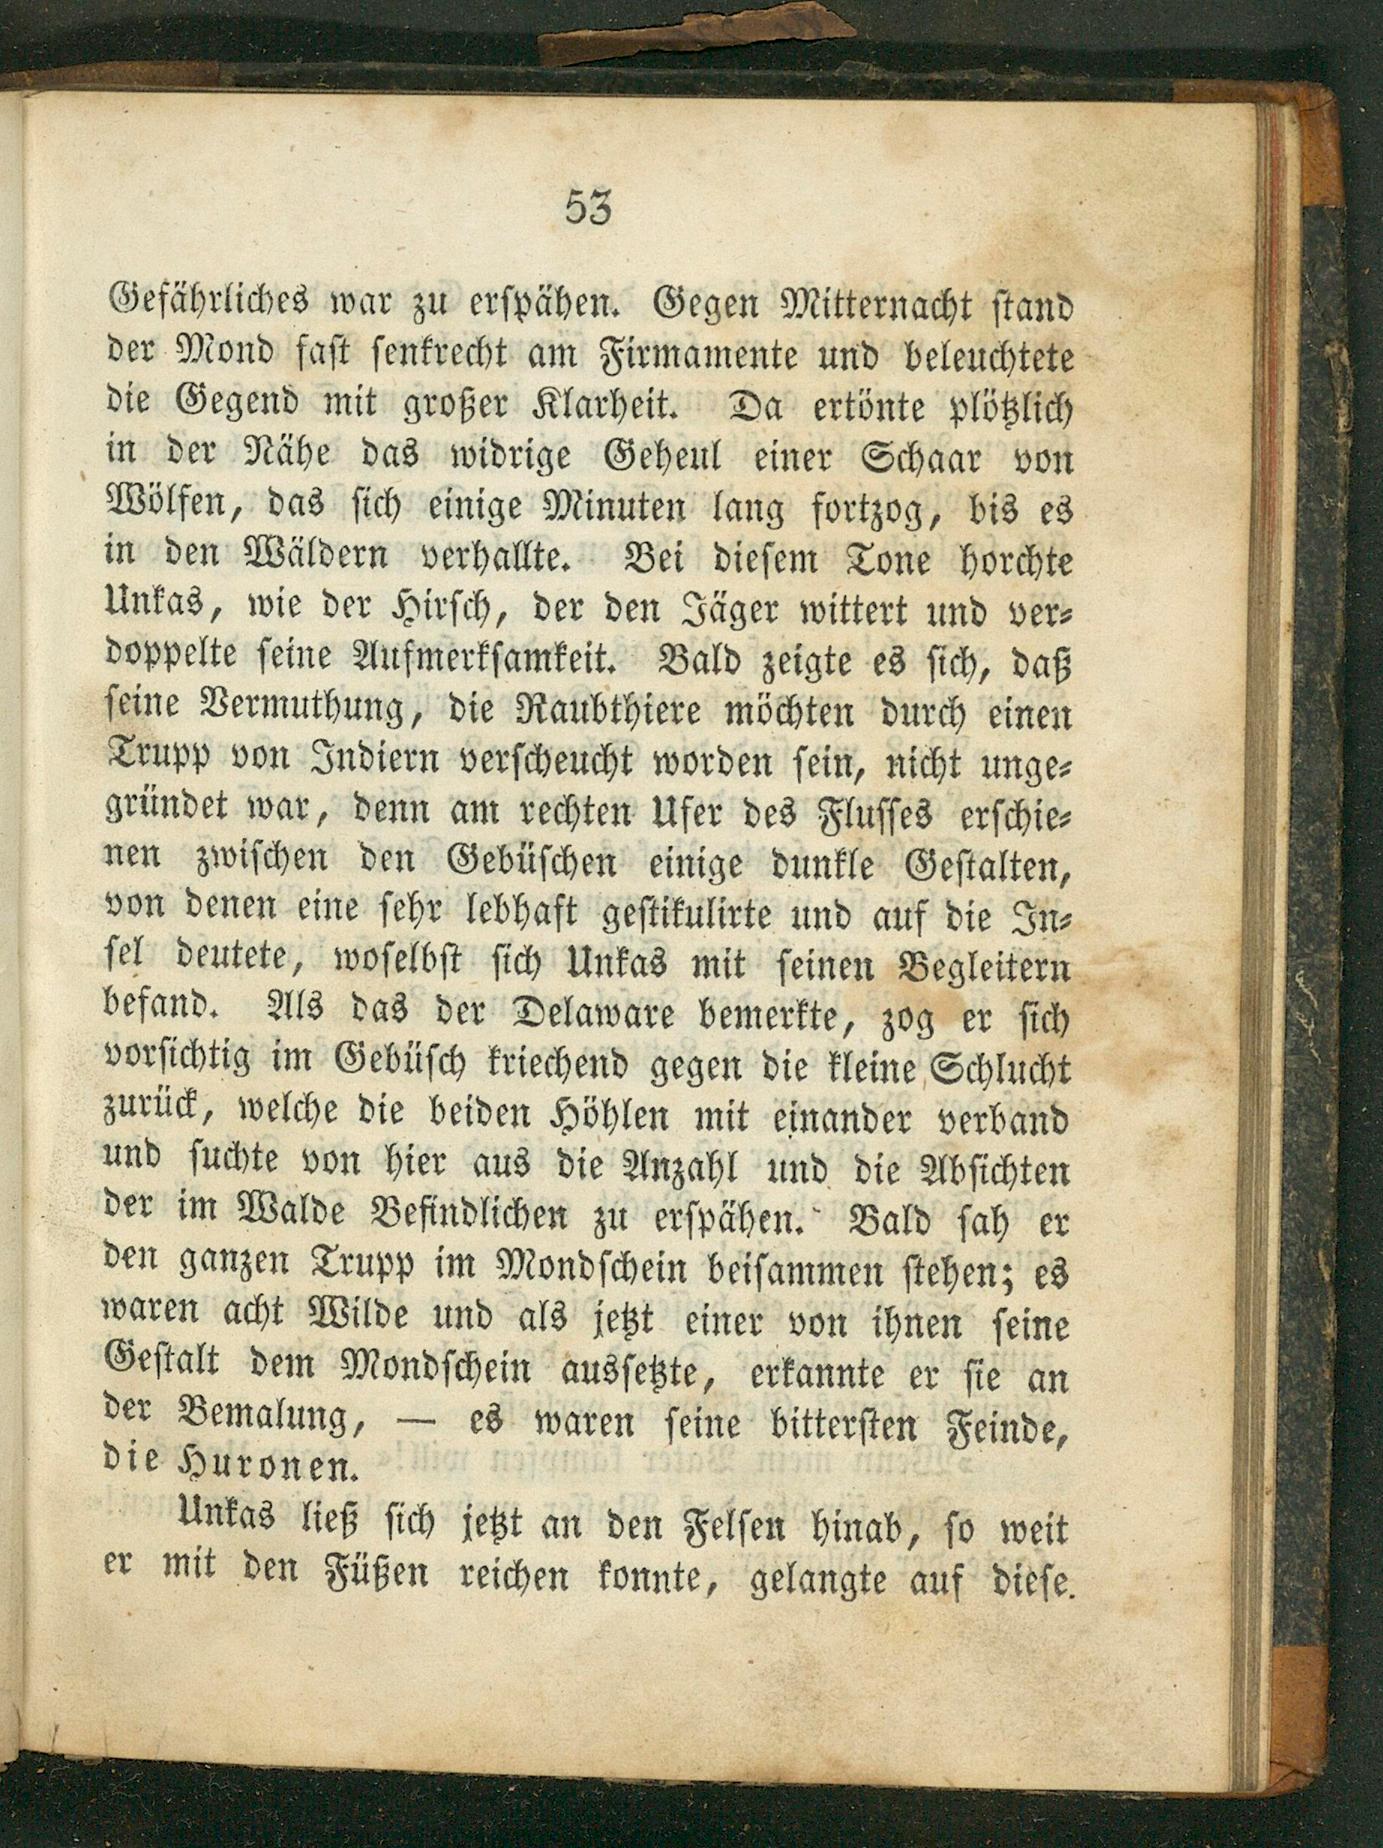 53
Gefährliches war zu erspähen. Gegen Mitternacht stand
der Mond fast senkrecht am Firmamente und beleuchtete
die Gegend mit großer Klarheit. Da ertönte plötzlich
in der Nähe das widrige Geheul einer Schaar von
Wölfen, das sich einige Minuten lang fortzog, bis es
in den Wäldern verhallte. Bei diesem Tone horchte
Unkas, wie der Hirsch, der den Jäger wittert und ver-
doppelte seine Aufmerksamkeit. Bald zeigte es sich, daß
seine Vermuthung, die Raubthiere möchten durch einen
Trupp von Indiern verscheucht worden sein, nicht unge-
gründet war, denn am rechten Ufer des Flusses erschie-
nen zwischen den Gebüschen einige dunkle Gestalten,
von denen eine sehr lebhaft gestikulirte und auf die In-
sel deutete, woselbst sich Unkas mit seinen Begleitern
befand. Als das der Delaware bemerkte, zog er sich
vorsichtig im Gebüsch kriechend gegen die kleine Schlucht
zurück, welche die beiden Höhlen mit einander verband
und suchte von hier aus die Anzahl und die Absichten
der im Walde Befindlichen zu erspähen. Bald sah er
den ganzen Trupp im Mondschein beisammen stehen; es
waren acht Wilde und als jetzt einer von ihnen seine
Gestalt dem Mondschein aussetzte, erkannte er sie an
der Bemalung, — es waren seine bittersten Feinde,
die Huronen.
Unkas ließ sich jetzt an den Felsen hinab, so weit
er mit den Füßen reichen konnte, gelangte auf diese.